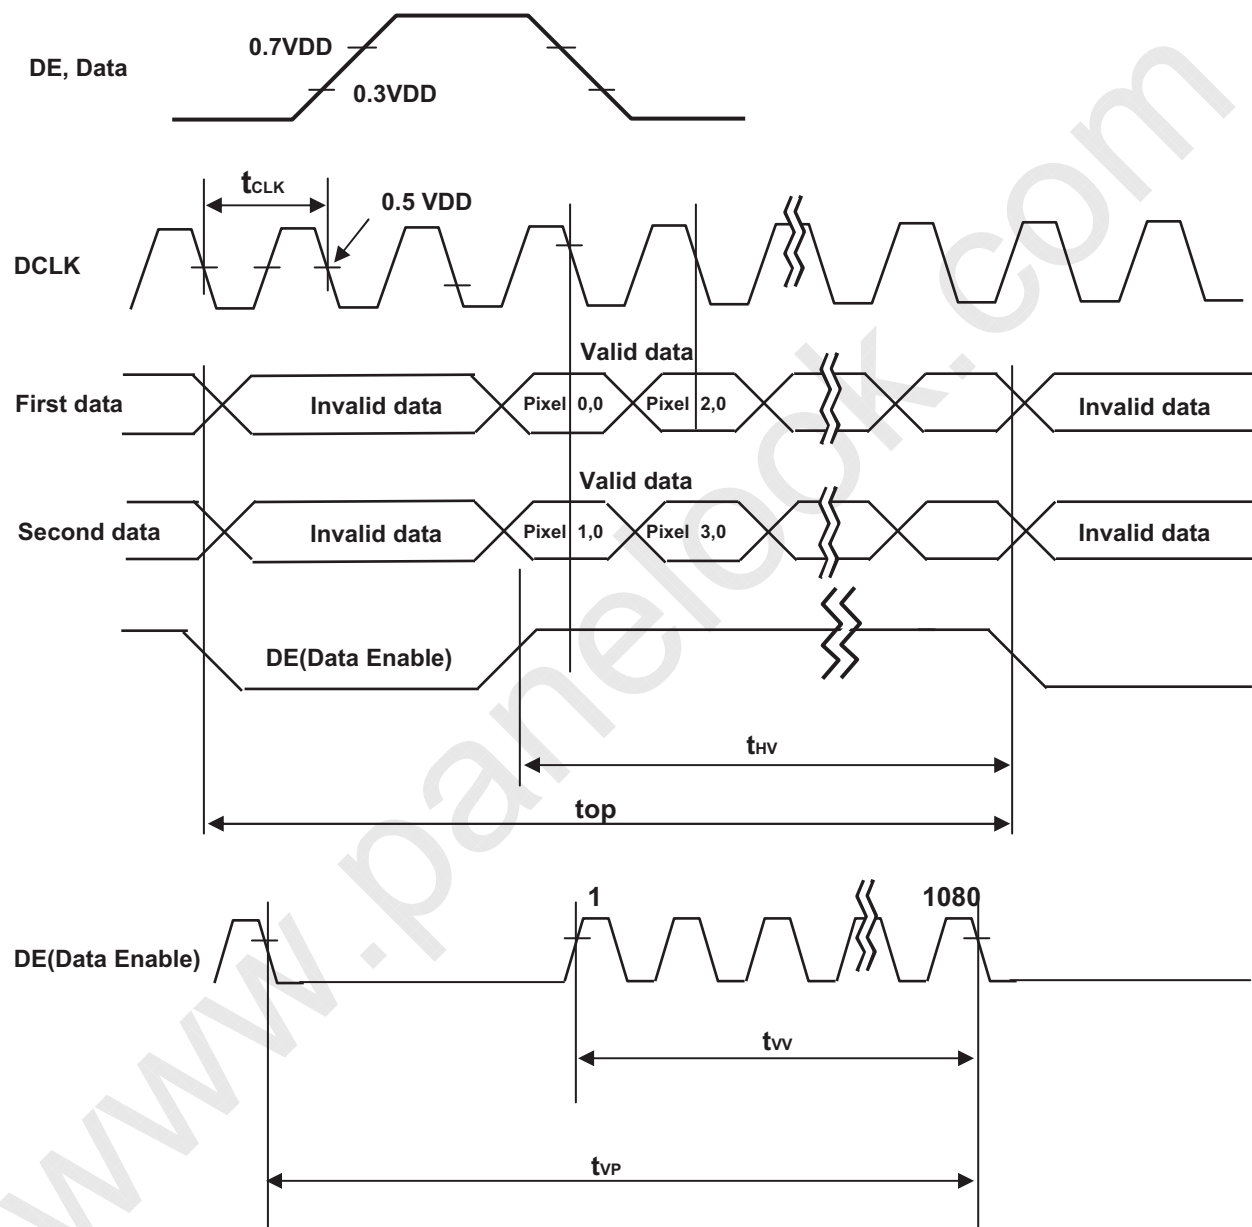 0.7VDD
DE, Data
0.3VDD
tCLK
0.5 VDD
DCLK
Valid data
First data
Invalid data
Pixel 0,0
Pixel 2,0
Invalid data
Valid data
Second data
Invalid data
Pixel 1,0
Pixel 3,0
Invalid data
DE(Data Enable)
tHV
top
1
1080
DE(Data Enable)
tVV
tVP
www.panelook.com